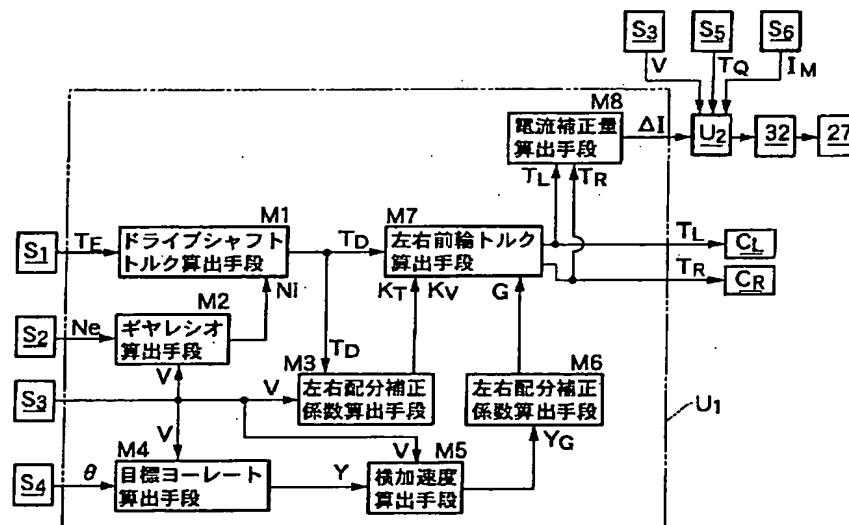 S3 S5 S6
V TQ IM
M8
電流補正量
算出手段
ΔI
U2
32
27
TL TR
M1
S1
TE
ドライブシャフト
トルク算出手段
TD
M7
左右前輪トルク
算出手段
TL
CL
TR
CR
Ni
KT KV
G
M2
S2
Ne
ギヤレシオ
算出手段
TD
M3
左右配分補正
係数算出手段
M6
左右配分補正
係数算出手段
U1
S3
V
V
V
V
YG
M4
S4
θ
目標ヨーレート
算出手段
Y
M5
横加速度
算出手段